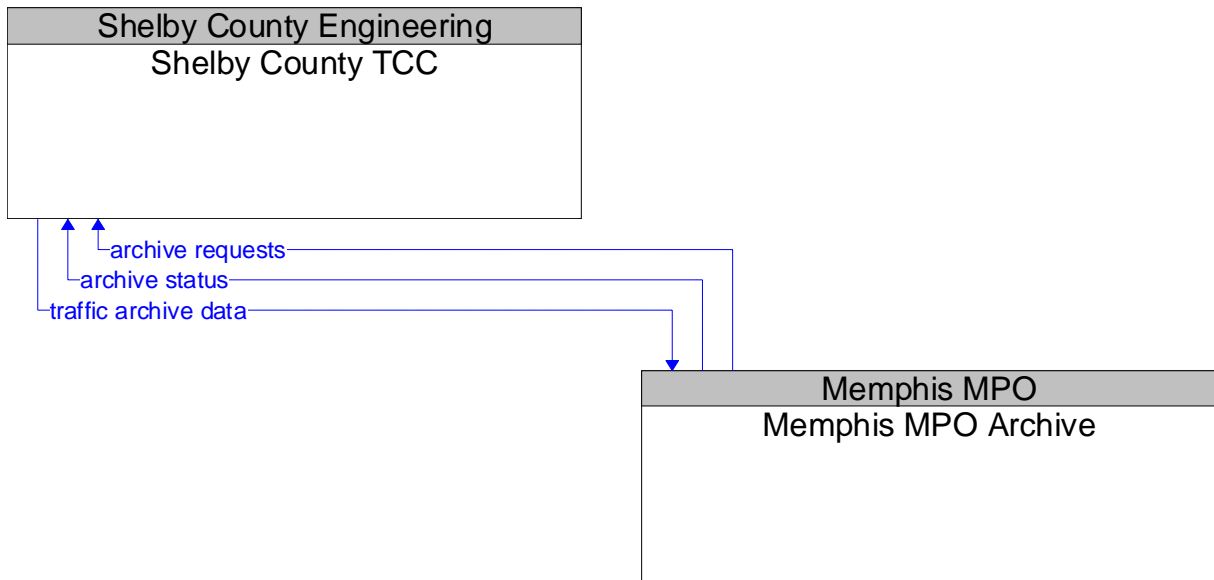 Shelby County Engineering
Shelby County TCC
archive requests
archive status
traffic archive data
Memphis MPO
Memphis MPO Archive